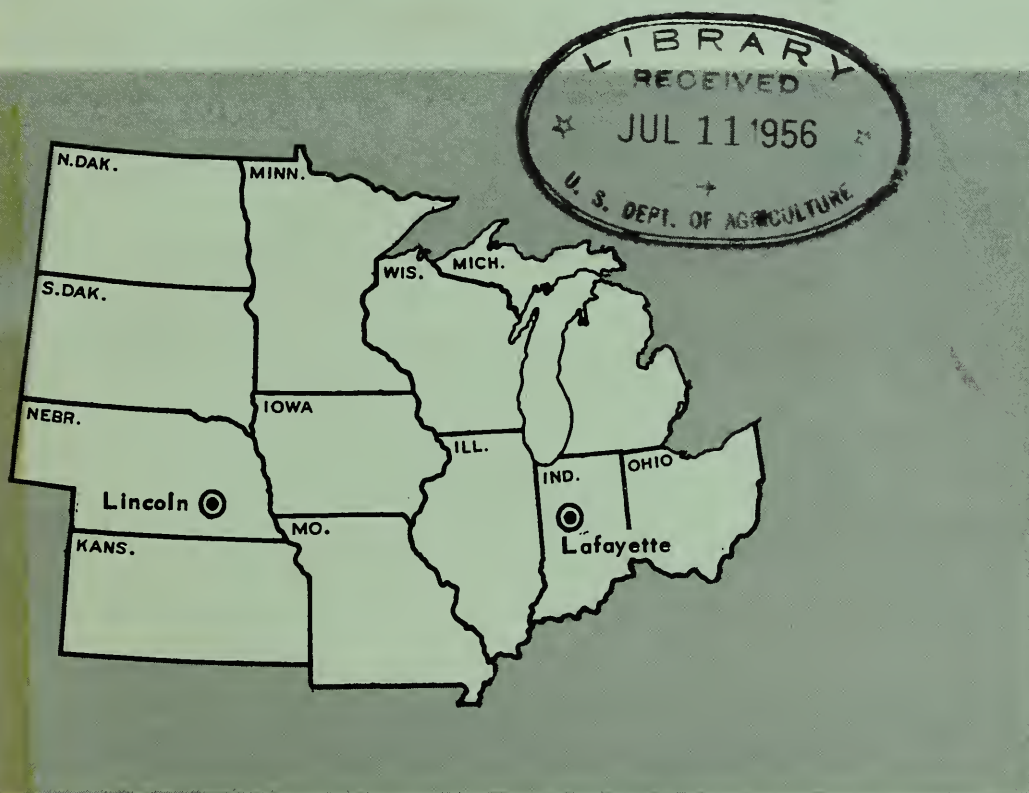 LIBRARY
RECEIVED
JUL 11 1956
U. S. DEPT. OF AGRICULTURE
N.DAK.
MINN.
WIS.
MICH.
S.DAK.
NEBR.
IOWA
ILL.
IND.
OHIO
Lincoln
MO.
Lafayette
KANS.